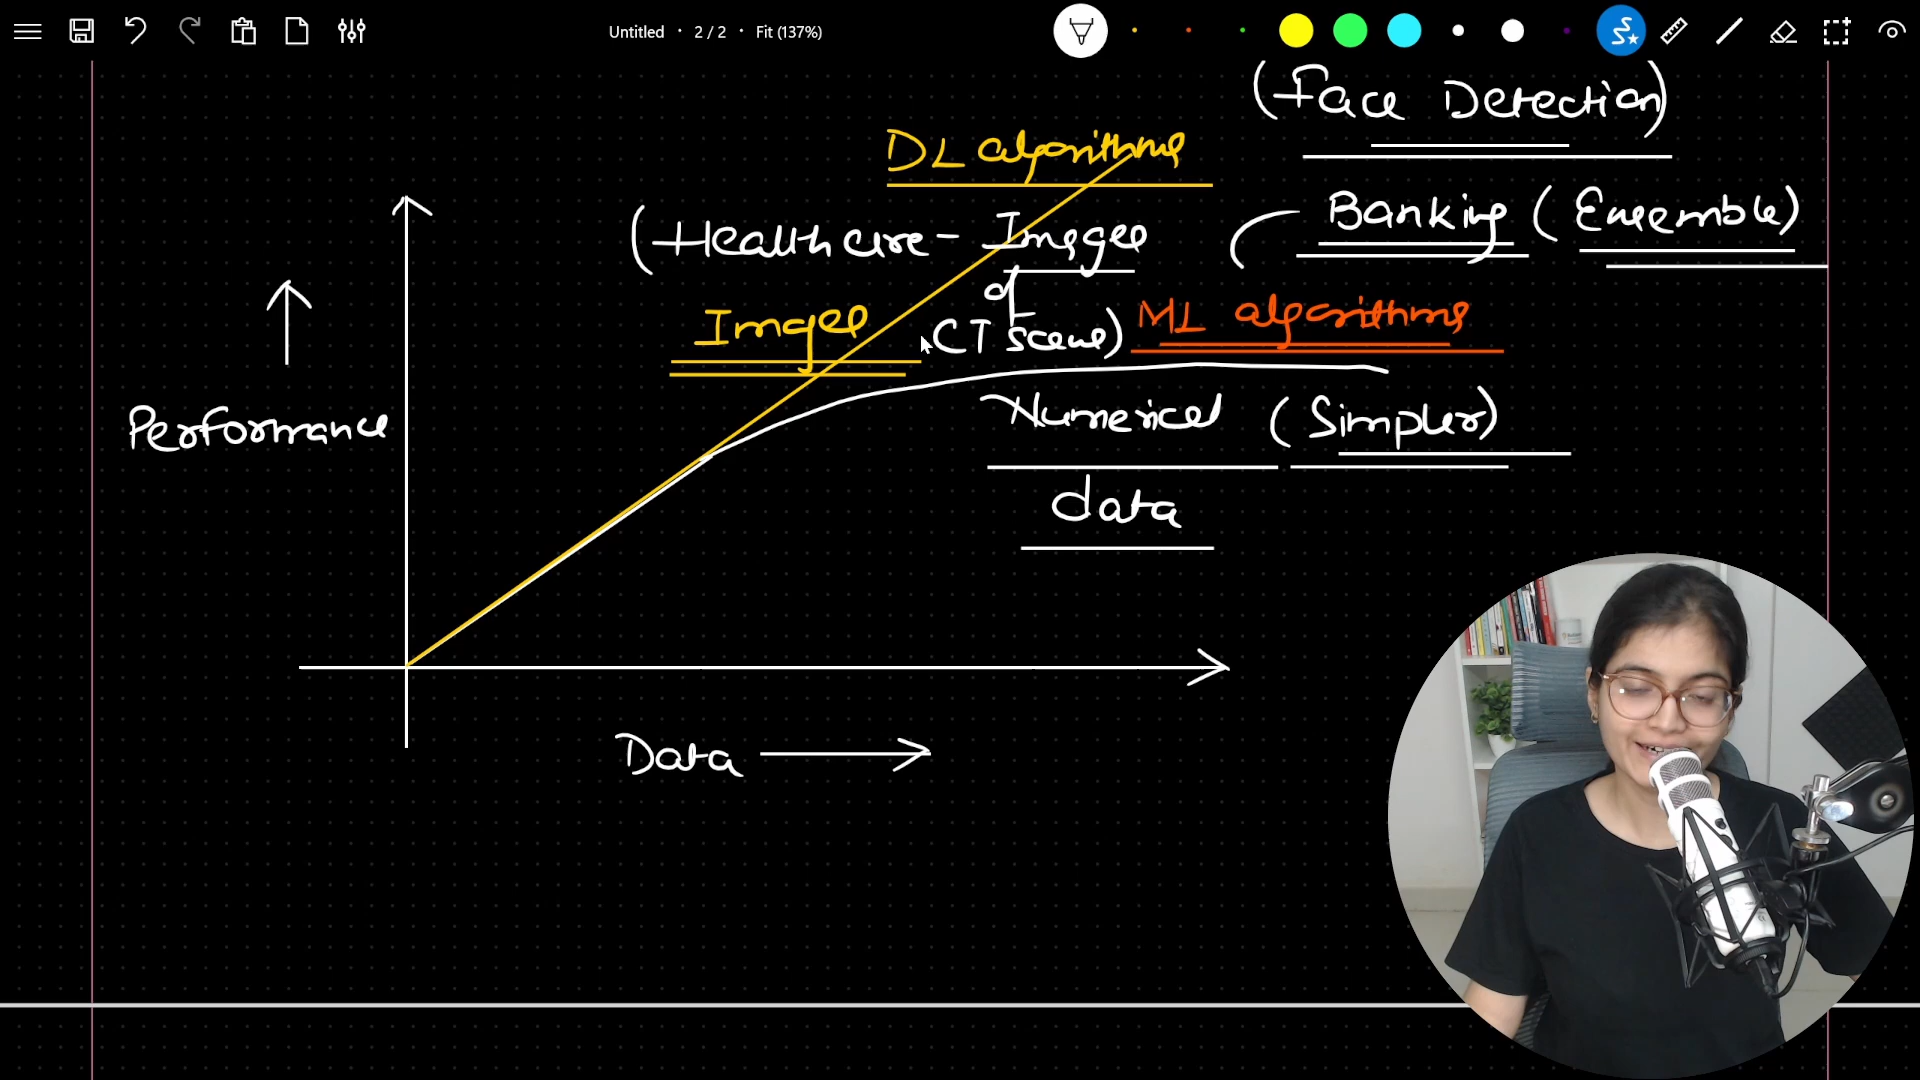 Untitled · 2 / 2 · Fit (137%)
(Face Detection)
DL algorithms
Banking (Ensemble)
(Healthcare - Images
of
CT scans)
Images
ML algorithms
Performance
Numerical (Simpler)
data
Data